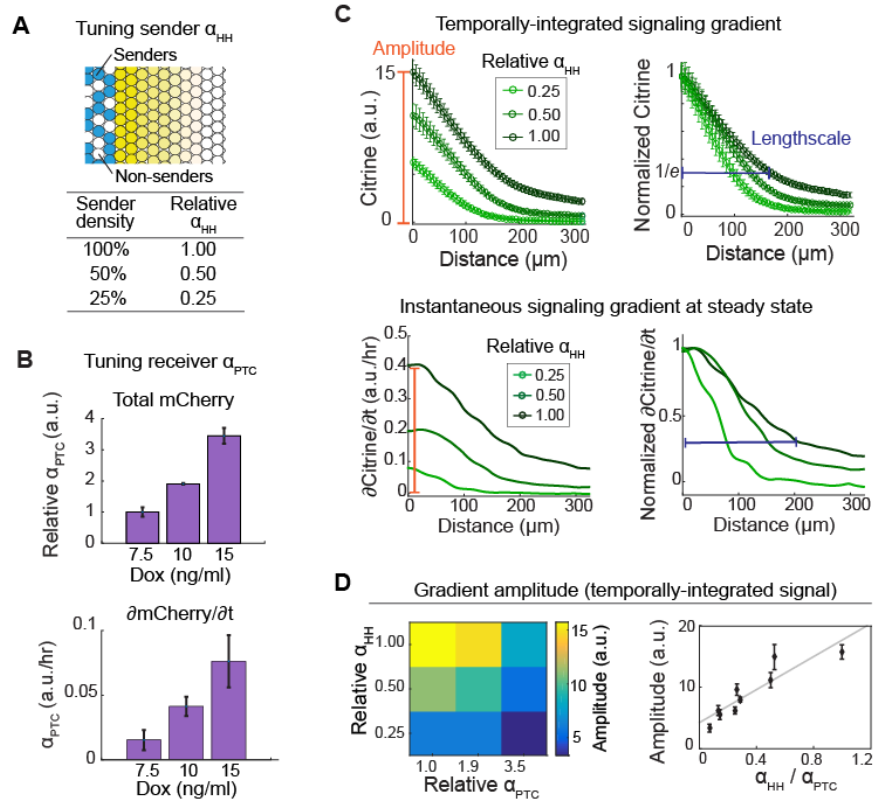 A
Tuning sender α_HH
Senders
Non-senders
Sender density Relative α_HH
100% 1.00
50% 0.50
25% 0.25
B
Tuning receiver α_PTC
Total mCherry
Relative α_PTC (a.u.)
4
3
2
1
0
7.5 10 15
Dox (ng/ml)
∂mCherry/∂t
α_PTC (a.u./hr)
0.1
0.05
0
7.5 10 15
Dox (ng/ml)
C
Temporally-integrated signaling gradient
Amplitude
Citrine (a.u.)
15
0
Relative α_HH
0.25
0.50
1.00
0 100 200 300
Distance (µm)
Normalized Citrine
1
1/e
0
Lengthscale
0 100 200 300
Distance (µm)
Instantaneous signaling gradient at steady state
∂Citrine/∂t (a.u./hr)
0.5
0.4
0.3
0.2
0.1
0
Relative α_HH
0.25
0.50
1.00
0 100 200 300
Distance (µm)
Normalized ∂Citrine/∂t
1
0.5
0
0 100 200 300
Distance (µm)
D
Gradient amplitude (temporally-integrated signal)
Relative α_HH
1.00
0.50
0.25
1.0 1.9 3.5
Relative α_PTC
15
10
5
Amplitude (a.u.)
Amplitude (a.u.)
20
10
0
0 0.4 0.8 1.2
α_HH / α_PTC